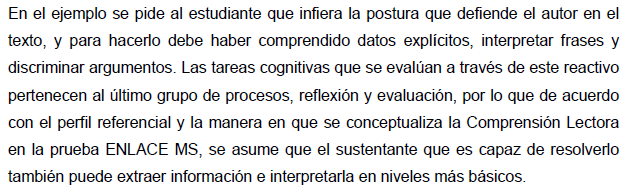 En el ejemplo se pide al estudiante que infiera la postura que defiende el autor en el
texto, y para hacerlo debe haber comprendido datos explícitos, interpretar frases y
discriminar argumentos. Las tareas cognitivas que se evalúan a través de este reactivo
pertenecen al último grupo de procesos, reflexión y evaluación, por lo que de acuerdo
con el perfil referencial y la manera en que se conceptualiza la Comprensión Lectora
en la prueba ENLACE MS, se asume que el sustentante que es capaz de resolverlo
también puede extraer información e interpretarla en niveles más básicos.